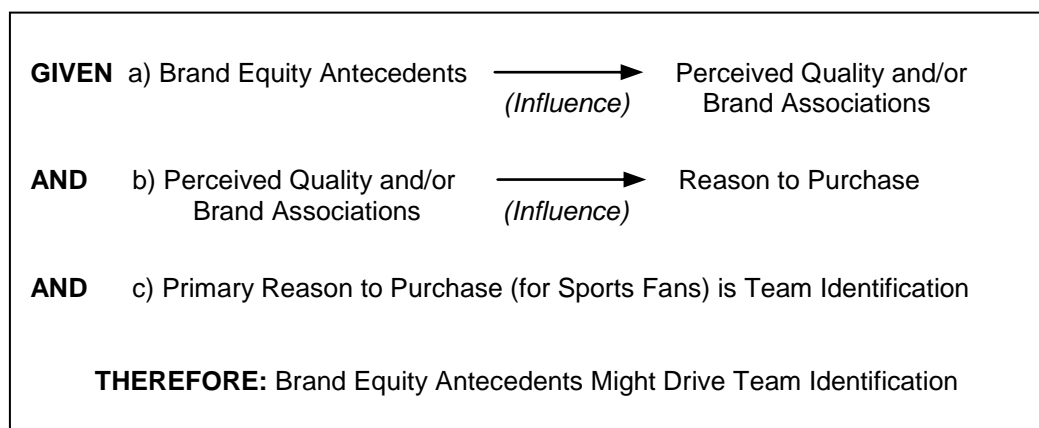 GIVEN a) Brand Equity Antecedents Perceived Quality and/or
(Influence) Brand Associations
AND b) Perceived Quality and/or Reason to Purchase
Brand Associations (Influence)
AND c) Primary Reason to Purchase (for Sports Fans) is Team Identification
THEREFORE: Brand Equity Antecedents Might Drive Team Identification